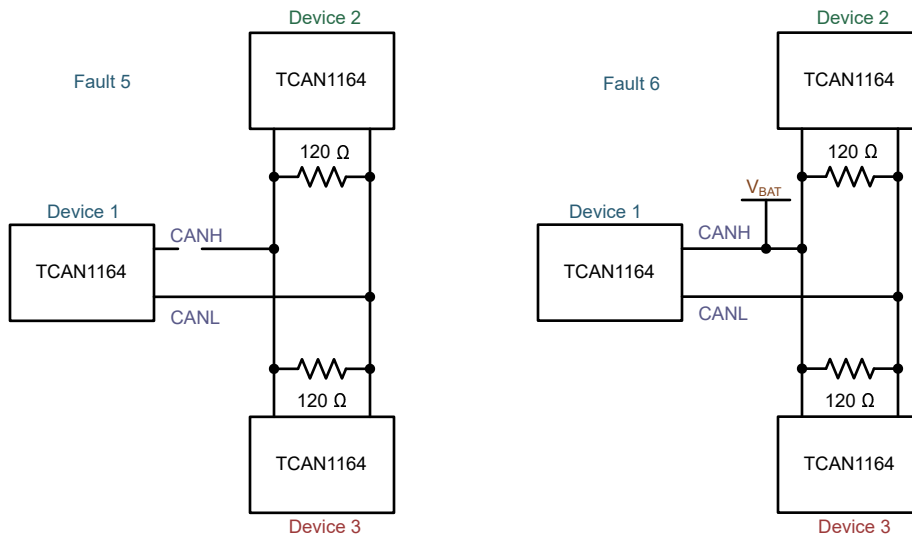 Device 2
TCAN1164
Fault 5
120 Ω
Device 1
CANH
TCAN1164
CANL
120 Ω
TCAN1164
Device 3
Device 2
TCAN1164
Fault 6
120 Ω
VBAT
Device 1
CANH
TCAN1164
CANL
120 Ω
TCAN1164
Device 3